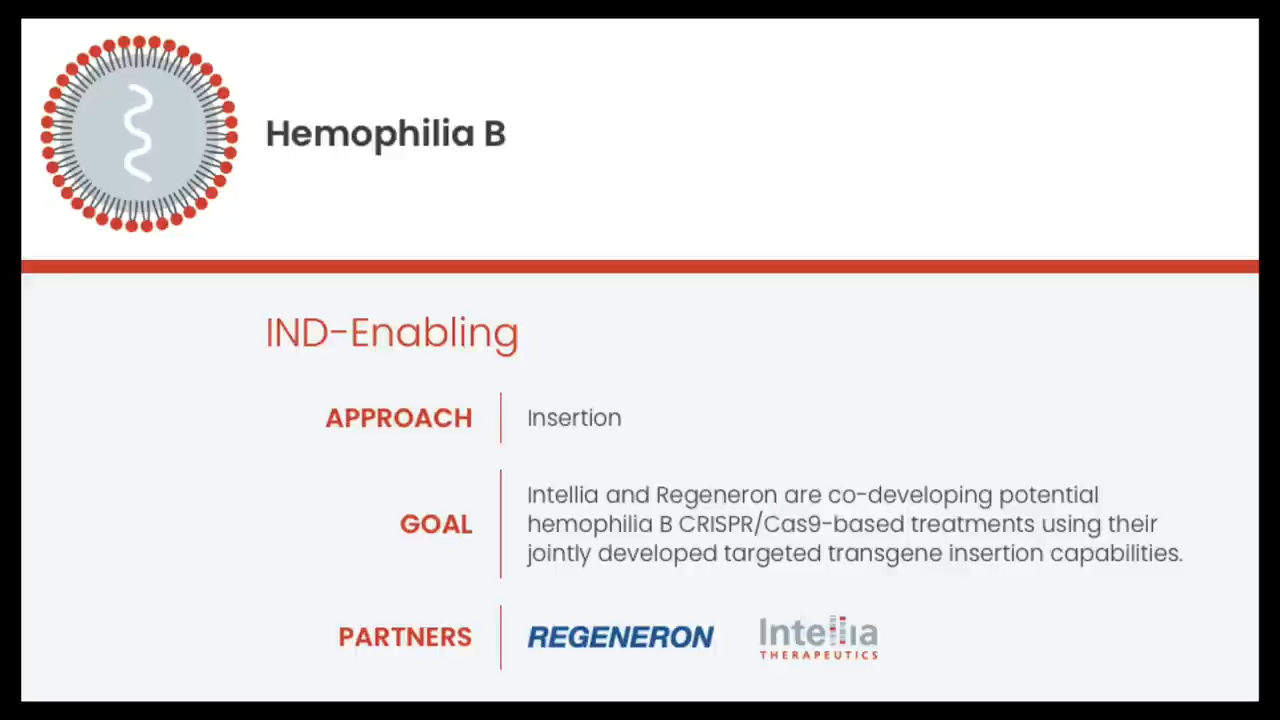 Hemophilia B
IND-Enabling
APPROACH
Insertion
GOAL
Intellia and Regeneron are co-developing potential
hemophilia B CRISPR/Cas9-based treatments using their
jointly developed targeted transgene insertion capabilities.
PARTNERS
REGENERON
Intellia
THERAPEUTICS